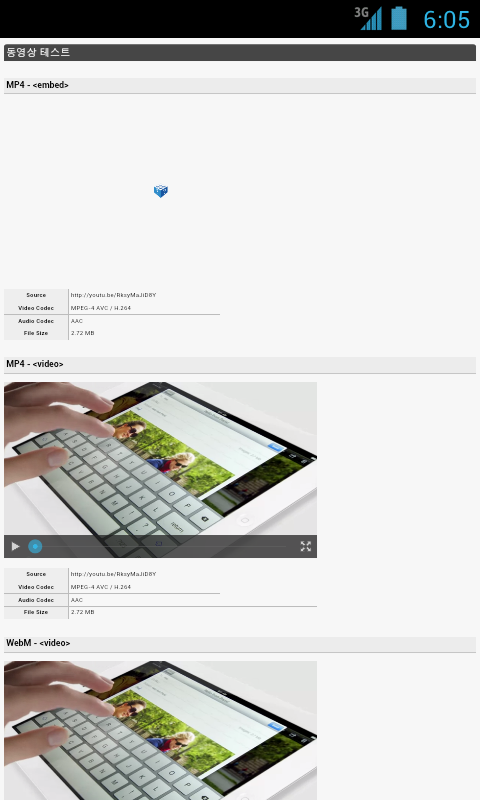 3G 6:05
동영상 테스트
MP4 - <embed>
Source http://youtu.be/RksyMaJiD8Y
Video Codec MPEG-4 AVC / H.264
Audio Codec AAC
File Size 2.72 MB
MP4 - <video>
Source http://youtu.be/RksyMaJiD8Y
Video Codec MPEG-4 AVC / H.264
Audio Codec AAC
File Size 2.72 MB
WebM - <video>